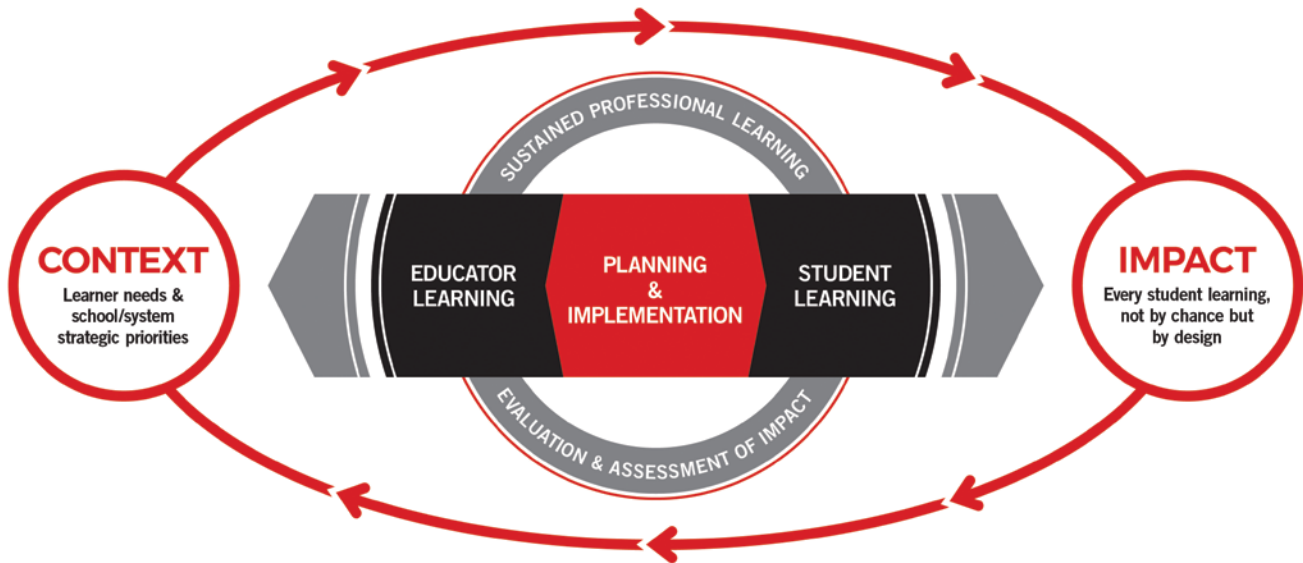 SUSTAINED PROFESSIONAL LEARNING
CONTEXT
Learner needs &
school/system
strategic priorities
EDUCATOR
LEARNING
PLANNING
&
IMPLEMENTATION
STUDENT
LEARNING
IMPACT
Every student learning,
not by chance but
by design
EVALUATION & ASSESSMENT OF IMPACT